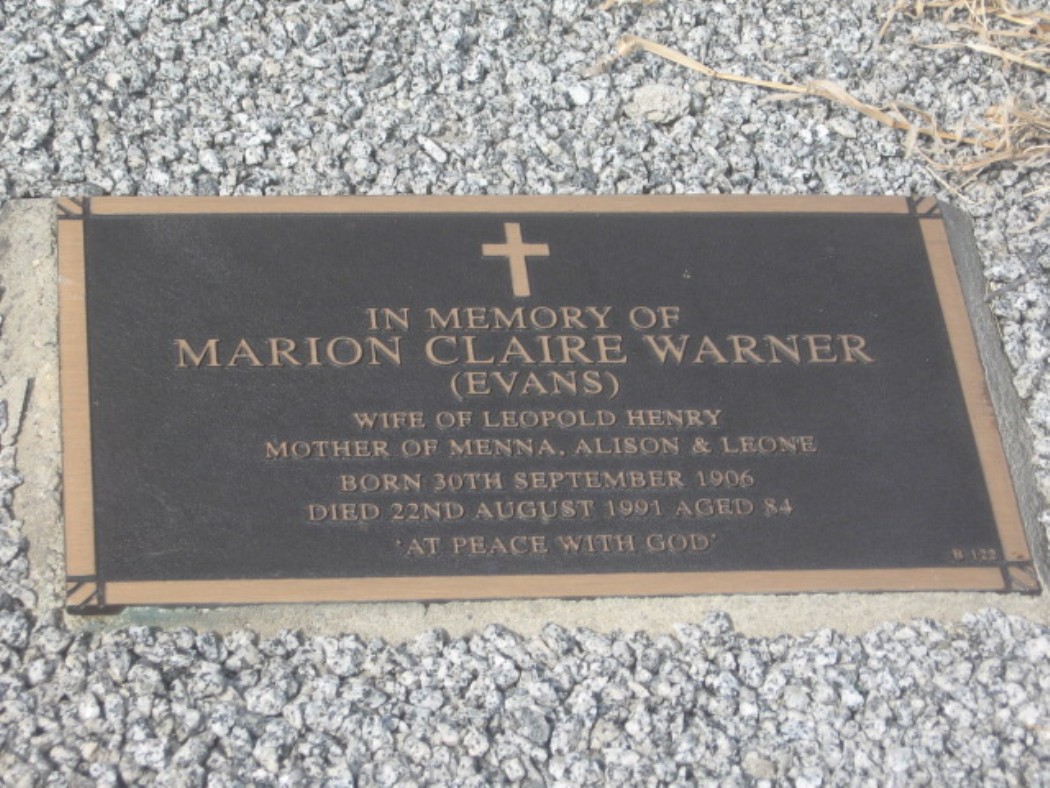 IN MEMORY OF
MARION CLAIRE WARNER
(EVANS)
WIFE OF LEOPOLD HENRY
MOTHER OF MENNA, ALISON & LEONE
BORN 30TH SEPTEMBER 1906
DIED 22ND AUGUST 1991 AGED 84
'AT PEACE WITH GOD'
B 122